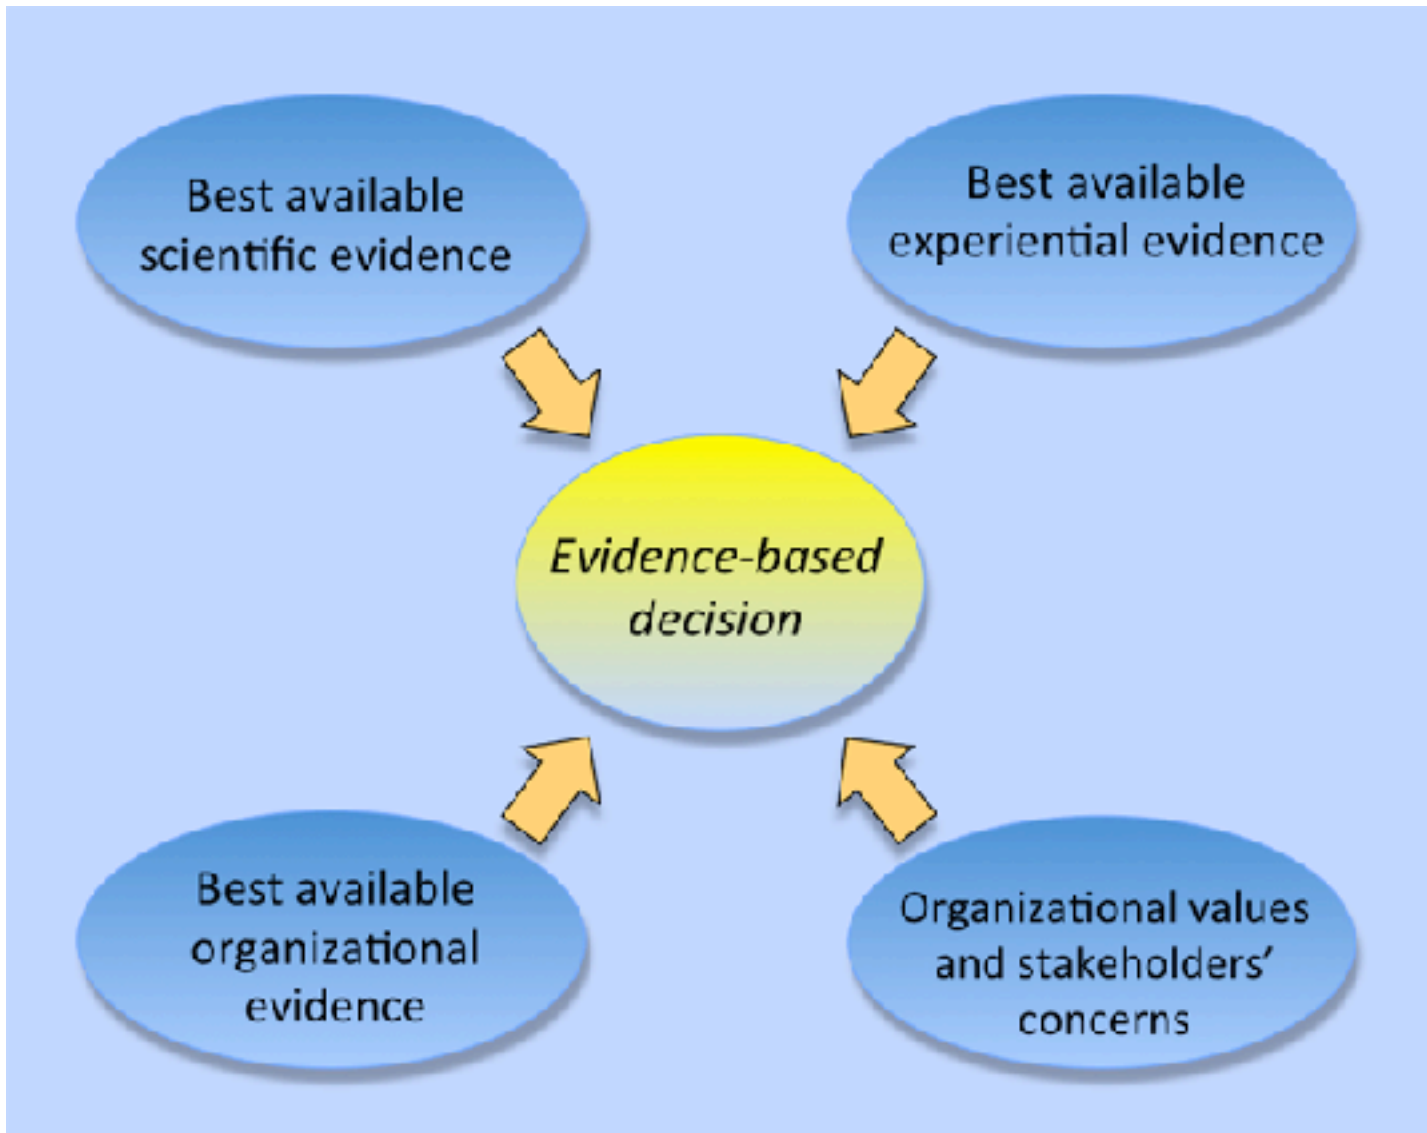 Best available
scientific evidence
Best available
experiential evidence
Evidence-based
decision
Best available
organizational
evidence
Organizational values
and stakeholders’
concerns